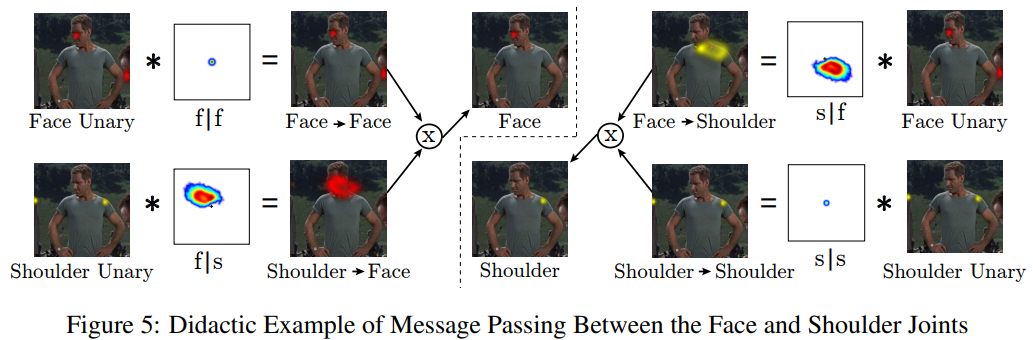 * = * =
Face Unary f|f Face → Face Face Face → Shoulder s|f Face Unary
X X
* = * =
Shoulder Unary f|s Shoulder → Face Shoulder Shoulder → Shoulder s|s Shoulder Unary
Figure 5: Didactic Example of Message Passing Between the Face and Shoulder Joints